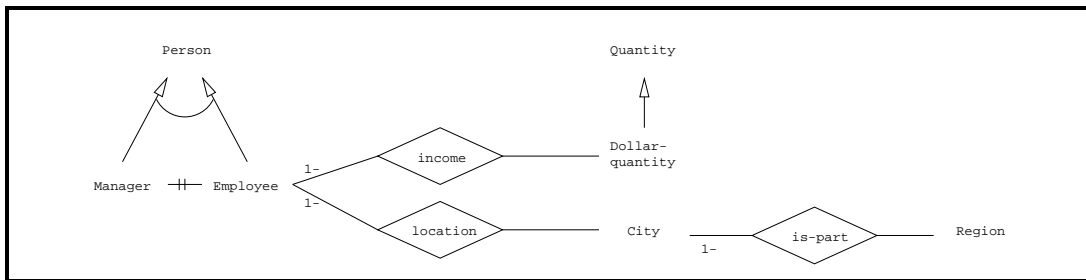 Person
Quantity
income
Dollar-
quantity
1-
Manager
Employee
1-
location
City
1-
is-part
Region